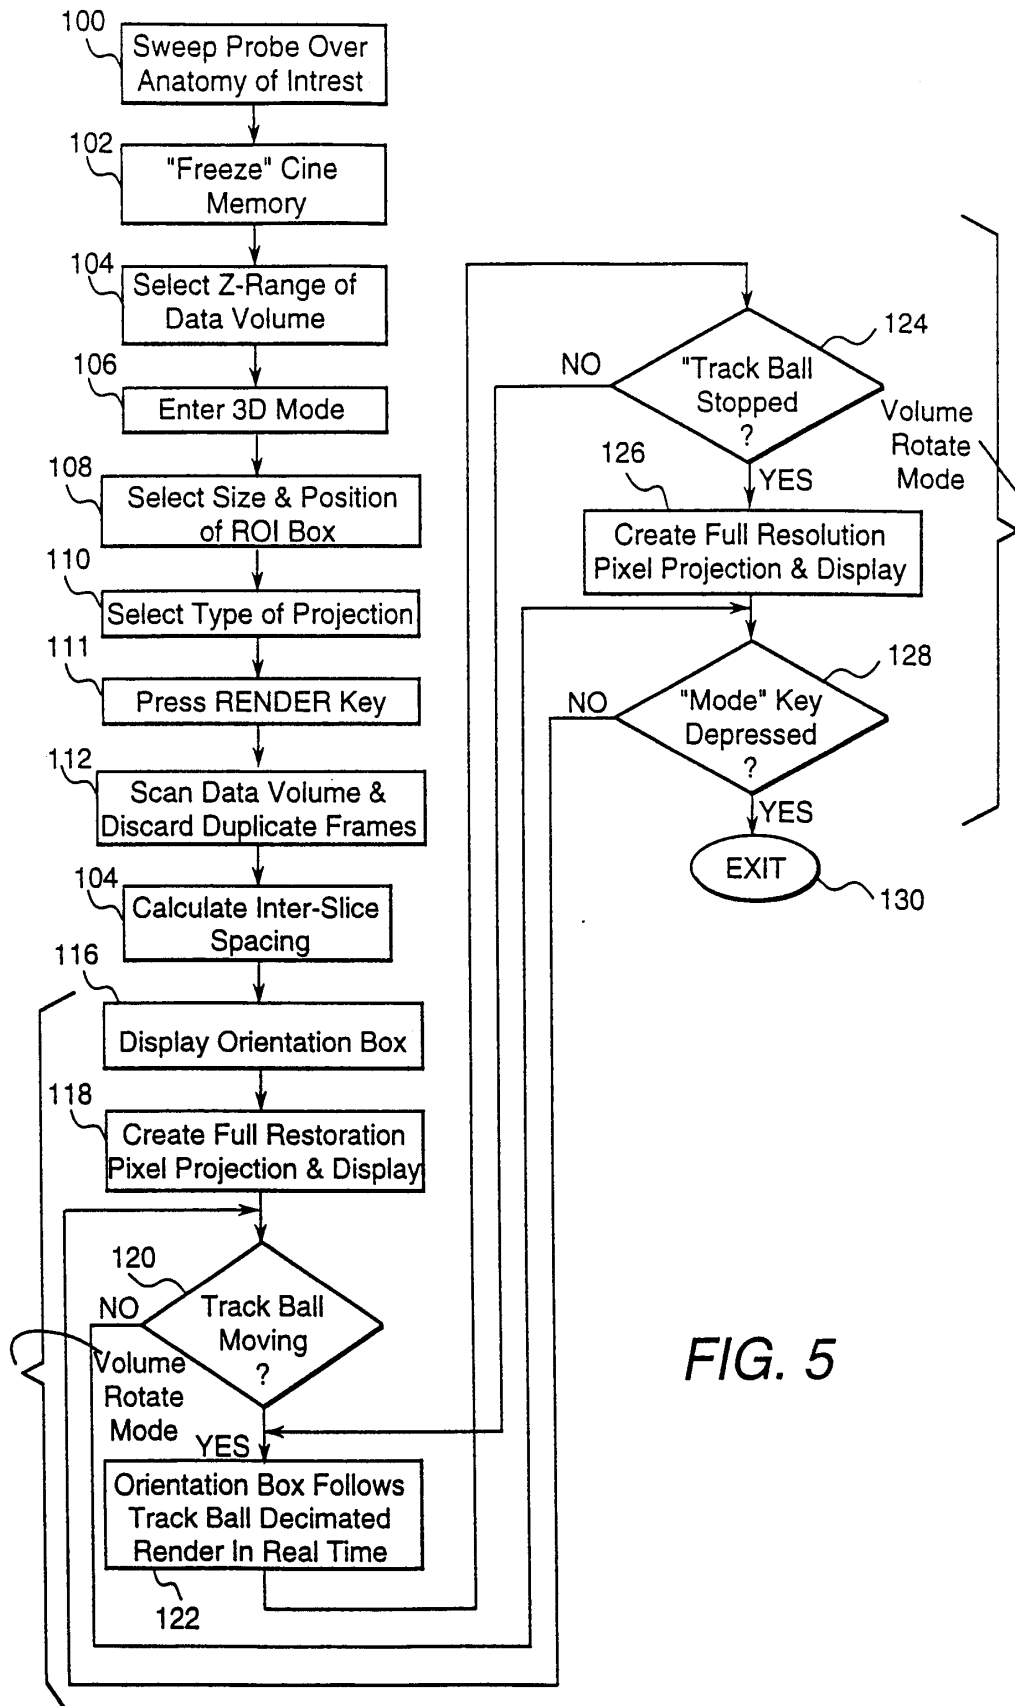 100
Sweep Probe Over
Anatomy of Intrest
102
"Freeze" Cine
Memory
104
Select Z-Range of
Data Volume
106
Enter 3D Mode
108
Select Size & Position
of ROI Box
110
Select Type of Projection
111
Press RENDER Key
112
Scan Data Volume &
Discard Duplicate Frames
104
Calculate Inter-Slice
Spacing
116
Display Orientation Box
118
Create Full Restoration
Pixel Projection & Display
120
NO
Track Ball
Moving
?
Volume
Rotate
Mode
YES
Orientation Box Follows
Track Ball Decimated
Render In Real Time
122
124
NO
"Track Ball
Stopped
?
Volume
Rotate
Mode
126
YES
Create Full Resolution
Pixel Projection & Display
128
NO
"Mode" Key
Depressed
?
YES
EXIT
130
FIG. 5